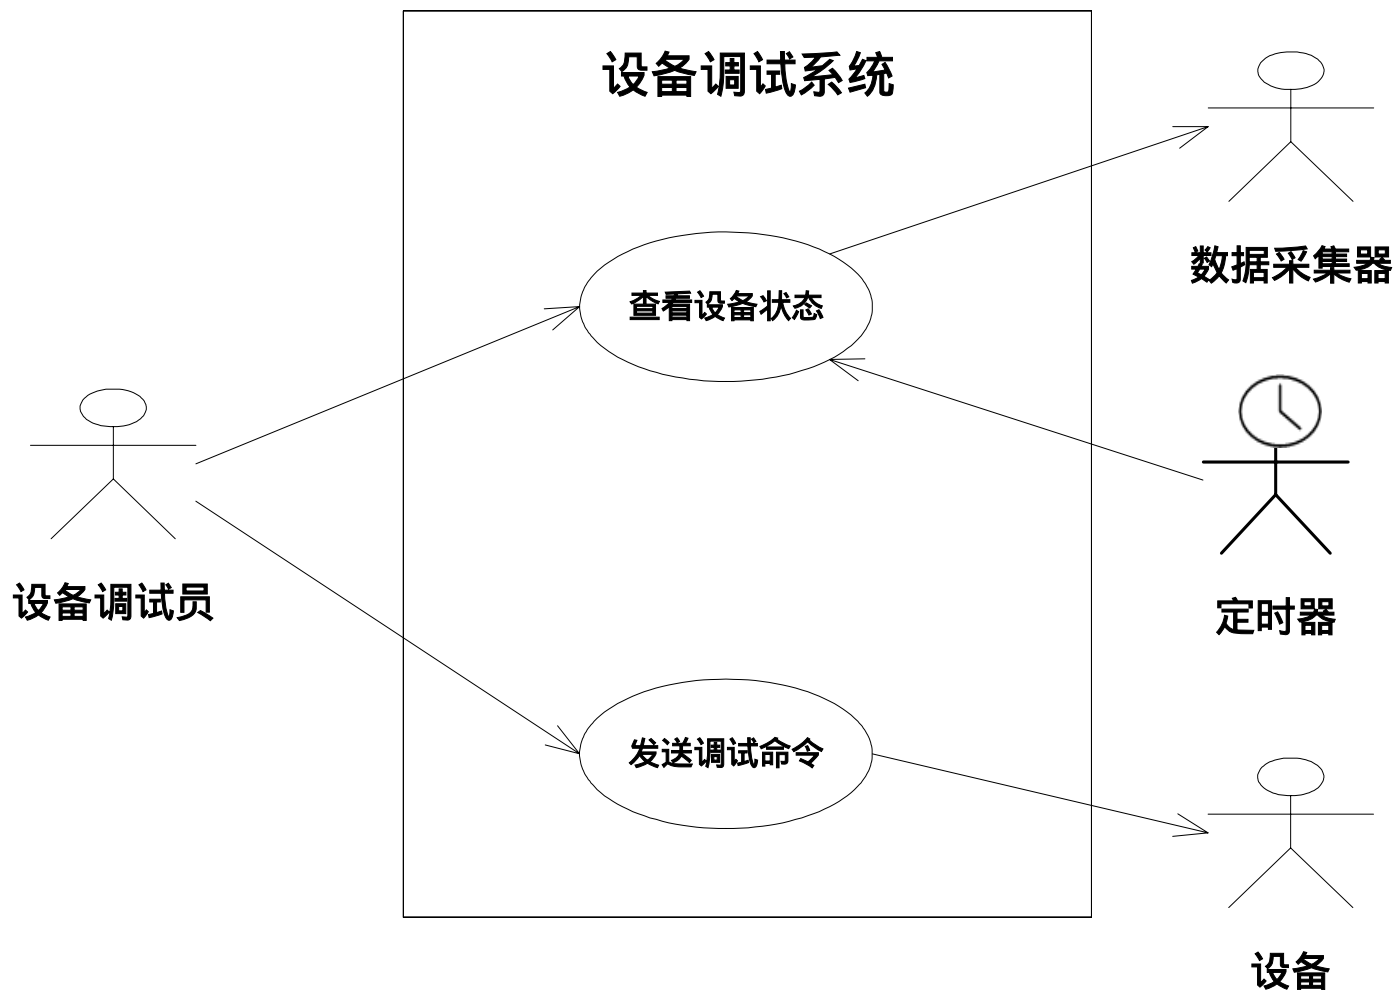 设备调试系统
数据采集器
查看设备状态
设备调试员
定时器
发送调试命令
设备